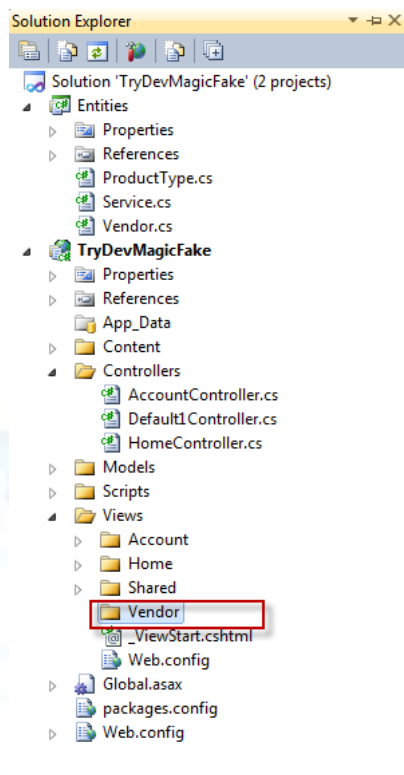 Solution Explorer
Solution 'TryDevMagicFake' (2 projects)
Entities
Properties
References
ProductType.cs
Service.cs
Vendor.cs
TryDevMagicFake
Properties
References
App_Data
Content
Controllers
AccountController.cs
Default1Controller.cs
HomeController.cs
Models
Scripts
Views
Account
Home
Shared
Vendor
_ViewStart.cshtml
Web.config
Global.asax
packages.config
Web.config